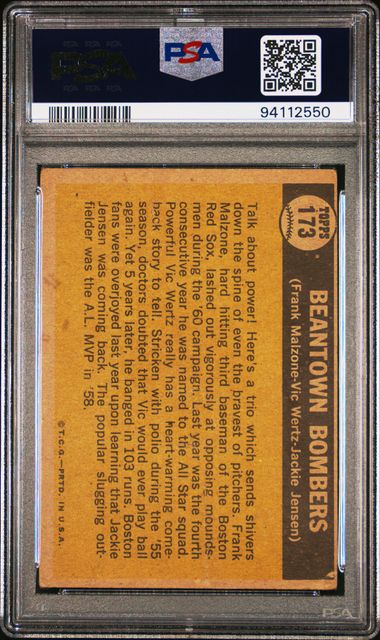 PSA
PSA
94112550
TOPPS
173
BEANTOWN BOMBERS
(Frank Malzone-Vic Wertz-Jackie Jensen)
Talk about power! Here's a trio which sends shivers
down the spine of even the bravest of pitchers. Frank
Malzone, hard hitting third baseman of the Boston
Red Sox, lashed out vigorously at opposing mounds-
men during the '60 campaign. Last year was the fourth
consecutive year he was named to the All Star squad.
Powerful Vic Wertz really has a heart-warming come-
back story to tell. Stricken with polio during the '55
season, doctors doubted that Vic would ever play ball
again. Yet 5 years later, he banged in 103 runs. Boston
fans were overjoyed last year upon learning that Jackie
Jensen was coming back. The popular slugging out-
fielder was the A.L. MVP in '58.
© T.C.G.—PRTD. IN U.S.A.
PSA